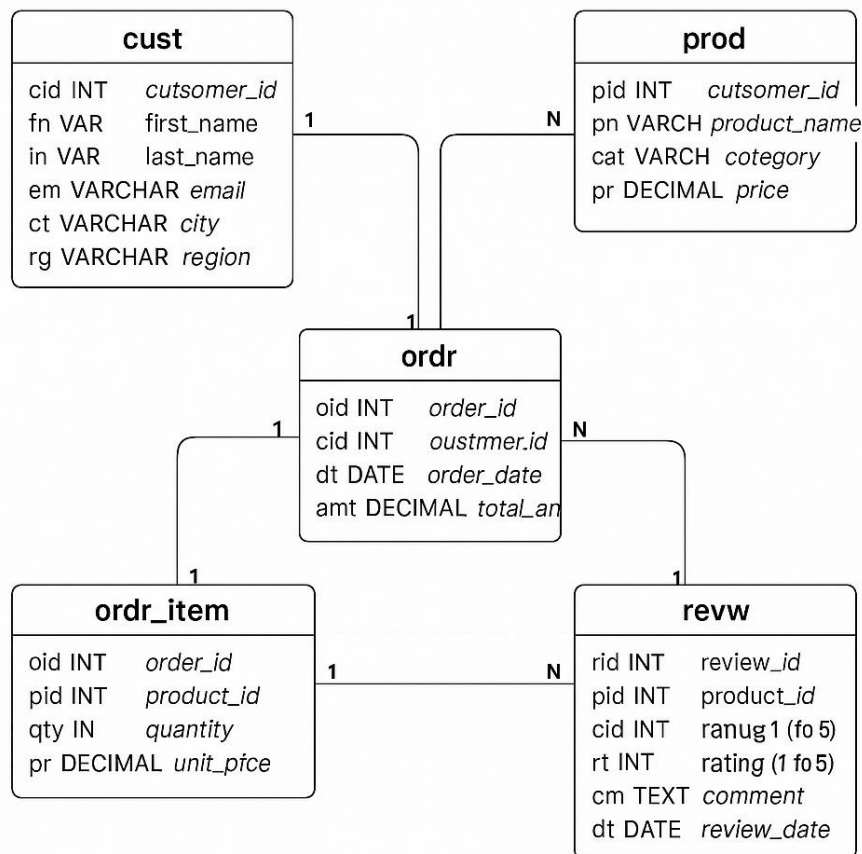 cust
cid INT cutsomer_id
fn VAR first_name
in VAR last_name
em VARCHAR email
ct VARCHAR city
rg VARCHAR region
1
prod
pid INT cutsomer_id
pn VARCH product_name
cat VARCH cotegory
pr DECIMAL price
N
1
ordr
oid INT order_id
cid INT oustmer.id
dt DATE order_date
amt DECIMAL total_an
1
N
1
ordr_item
oid INT order_id
pid INT product_id
qty IN quantity
pr DECIMAL unit_pfce
1
N
1
revw
rid INT review_id
pid INT product_id
cid INT ranug 1 (fo 5)
rt INT rating (1 fo 5)
cm TEXT comment
dt DATE review_date